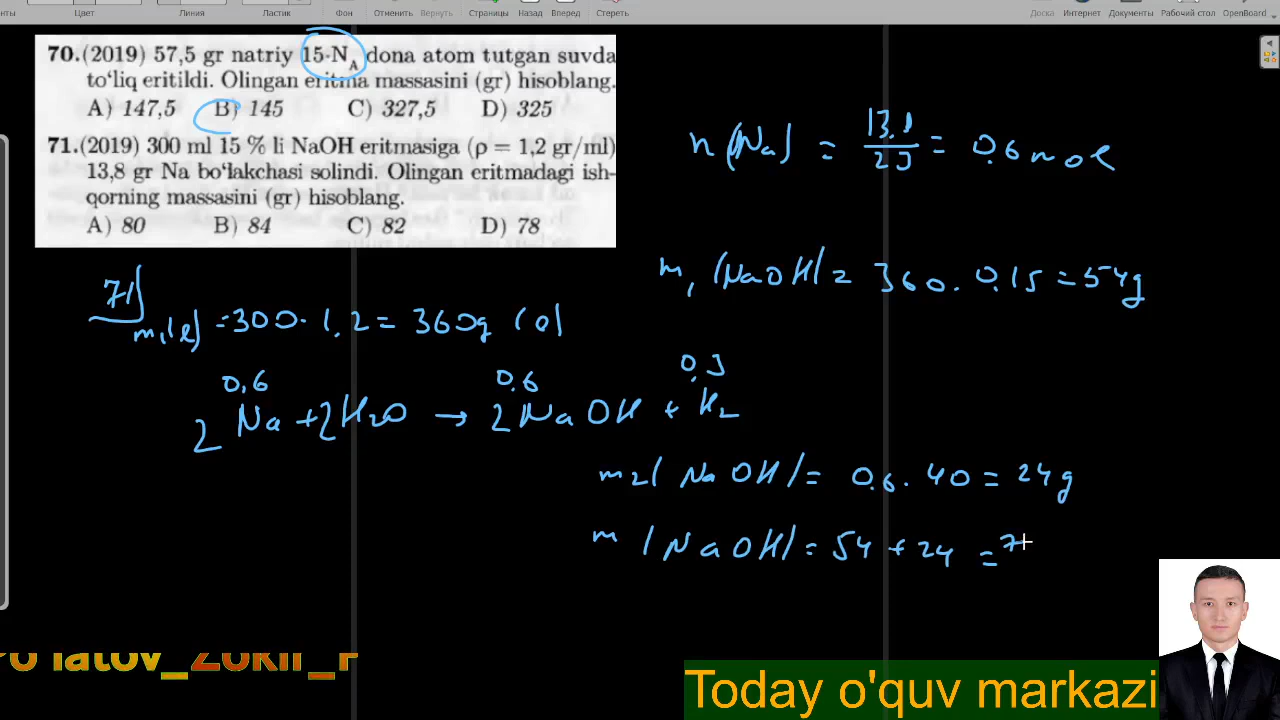 Цвет
Линия
Ластик
Фон
Отменить
Вернуть
Страницы
Назад
Вперед
Стереть
Доска
Интернет
Документы
Рабочий стол
OpenBoard
70.(2019) 57,5 gr natriy 15·N_A dona atom tutgan suvda
to'liq eritildi. Olingan eritma massasini (gr) hisoblang.
A) 147,5 B) 145 C) 327,5 D) 325
71.(2019) 300 ml 15 % li NaOH eritmasiga (ρ = 1,2 gr/ml)
13,8 gr Na bo'lakchasi solindi. Olingan eritmadagi ish-
qorning massasini (gr) hisoblang.
A) 80 B) 84 C) 82 D) 78
n(Na) = 13.8/23 = 0.6 mol
m₁(NaOH) = 360·0.15 = 54g
71)
= 300·1.2 = 360g
0,6 0.6 0.3
2Na + 2H₂O → 2NaOH + H₂
m₂(NaOH) = 0.6·40 = 24g
m(NaOH) = 54 + 24 = 7
Today o'quv markazi